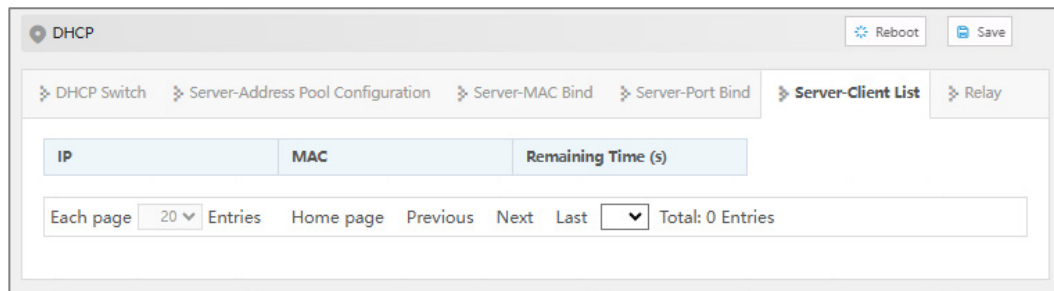 DHCP Reboot Save
DHCP Switch Server-Address Pool Configuration Server-MAC Bind Server-Port Bind Server-Client List Relay
IP MAC Remaining Time (s)
Each page 20 Entries Home page Previous Next Last Total: 0 Entries